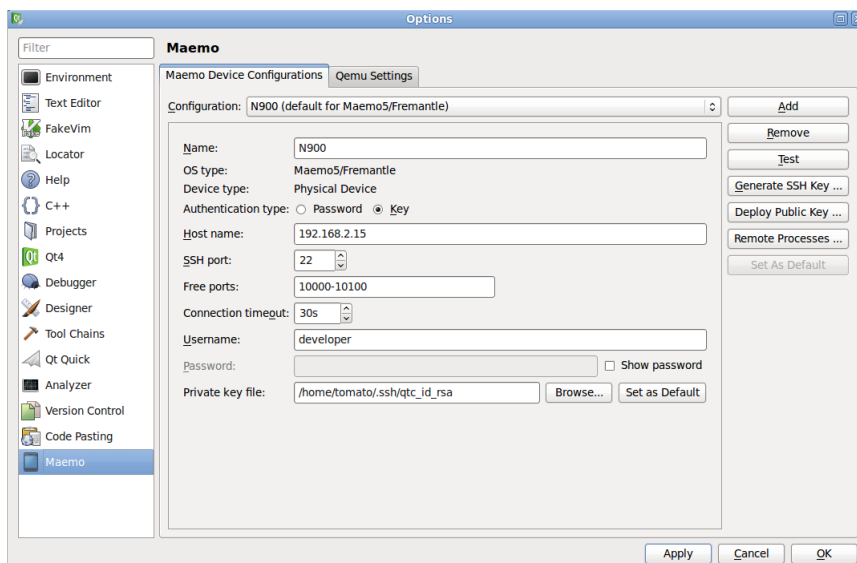 Options
Filter
Maemo
Environment
Text Editor
FakeVim
Locator
Help
C++
Projects
Qt4
Debugger
Designer
Tool Chains
Qt Quick
Analyzer
Version Control
Code Pasting
Maemo
Maemo Device Configurations Qemu Settings
Configuration: N900 (default for Maemo5/Fremantle)
Name: N900
OS type: Maemo5/Fremantle
Device type: Physical Device
Authentication type: Password Key
Host name: 192.168.2.15
SSH port: 22
Free ports: 10000-10100
Connection timeout: 30s
Username: developer
Password: Show password
Private key file: /home/tomato/.ssh/qtc_id_rsa Browse... Set as Default
Add
Remove
Test
Generate SSH Key ...
Deploy Public Key ...
Remote Processes ...
Set As Default
Apply Cancel OK